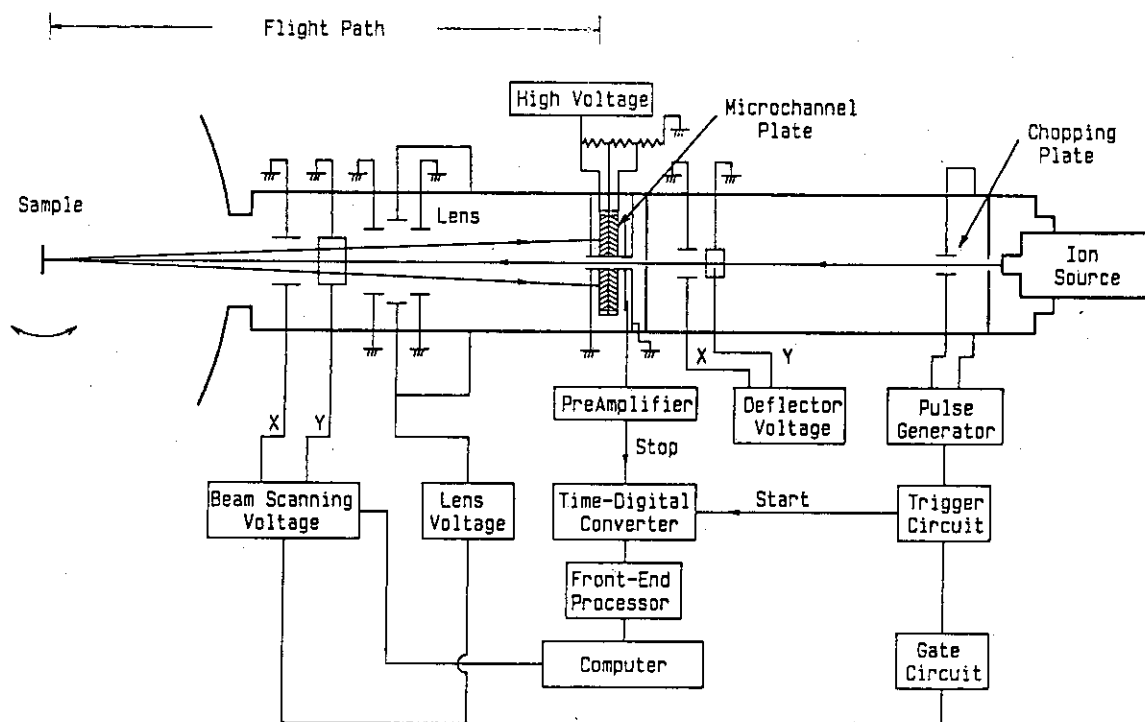 Flight Path
High Voltage
Microchannel
Plate
Chopping
Plate
Sample
Lens
Ion
Source
X
Y
X
Y
PreAmplifier
Deflector
Voltage
Pulse
Generator
Stop
Beam Scanning
Voltage
Lens
Voltage
Time-Digital
Converter
Start
Trigger
Circuit
Front-End
Processor
Computer
Gate
Circuit